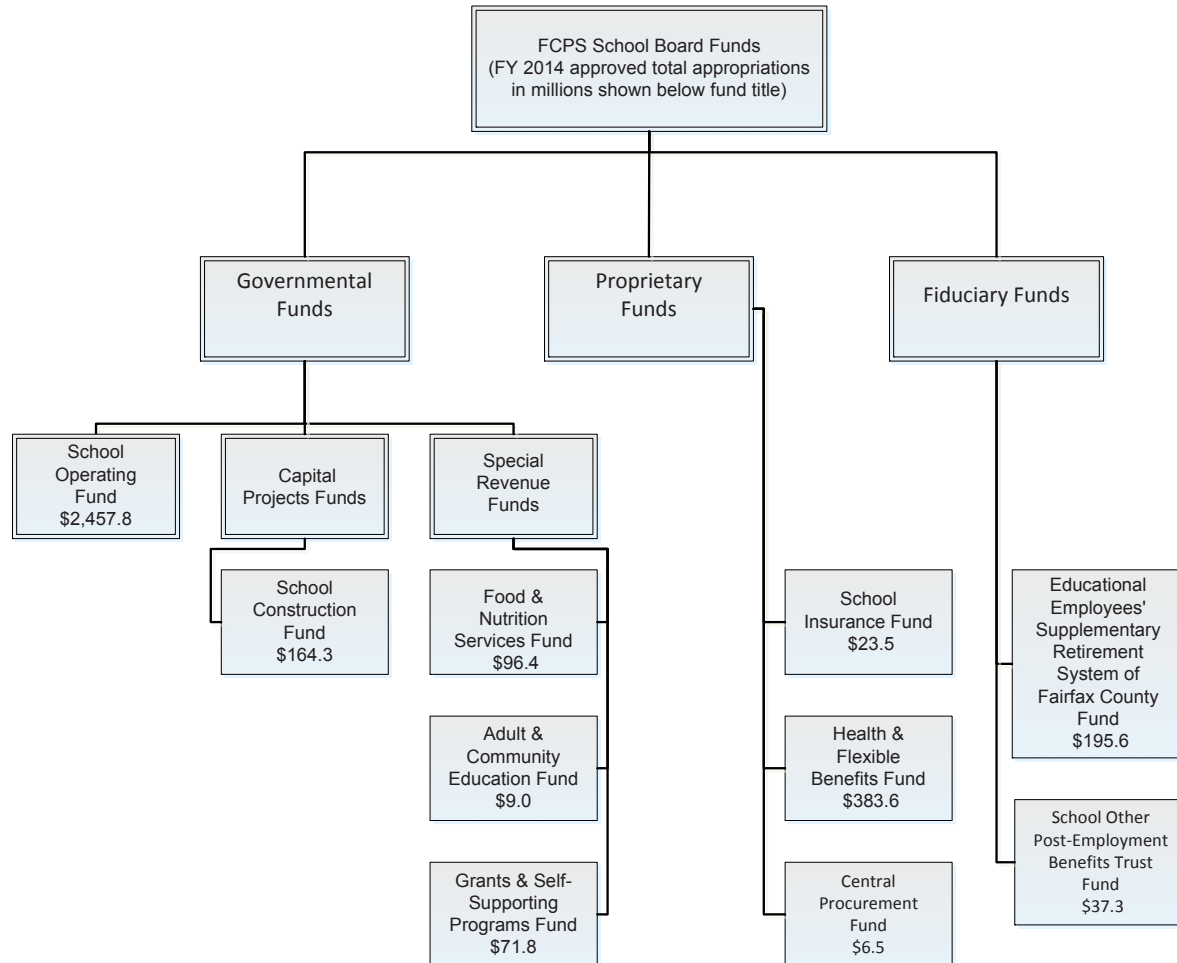 FCPS School Board Funds
(FY 2014 approved total appropriations
in millions shown below fund title)
Governmental
Funds
Proprietary
Funds
Fiduciary Funds
School
Operating
Fund
$2,457.8
Capital
Projects Funds
Special
Revenue
Funds
School
Construction
Fund
$164.3
Food &
Nutrition
Services Fund
$96.4
School
Insurance Fund
$23.5
Educational
Employees'
Supplementary
Retirement
System of
Fairfax County
Fund
$195.6
Adult &
Community
Education Fund
$9.0
Health &
Flexible
Benefits Fund
$383.6
School Other
Post-Employment
Benefits Trust
Fund
$37.3
Grants & Self-
Supporting
Programs Fund
$71.8
Central
Procurement
Fund
$6.5